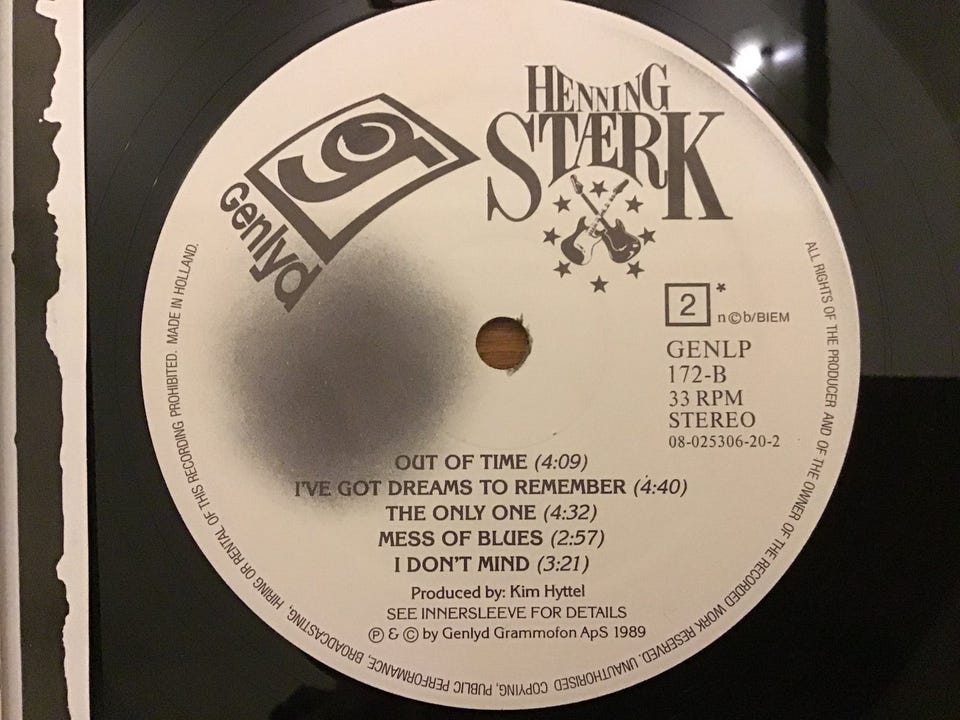 HENNING
STÆRK
Genlyd
2 *
n©b/BIEM
GENLP
172-B
33 RPM
STEREO
08-025306-20-2
OUT OF TIME (4:09)
I'VE GOT DREAMS TO REMEMBER (4:40)
THE ONLY ONE (4:32)
MESS OF BLUES (2:57)
I DON'T MIND (3:21)
Produced by: Kim Hyttel
SEE INNERSLEEVE FOR DETAILS
Ⓟ & © by Genlyd Grammofon ApS 1989
ALL RIGHTS OF THE PRODUCER AND OF THE OWNER OF THE RECORDED WORK RESERVED. UNAUTHORISED COPYING, PUBLIC PERFORMANCE, BROADCASTING, HIRING OR RENTAL OF THIS RECORDING PROHIBITED. MADE IN HOLLAND.